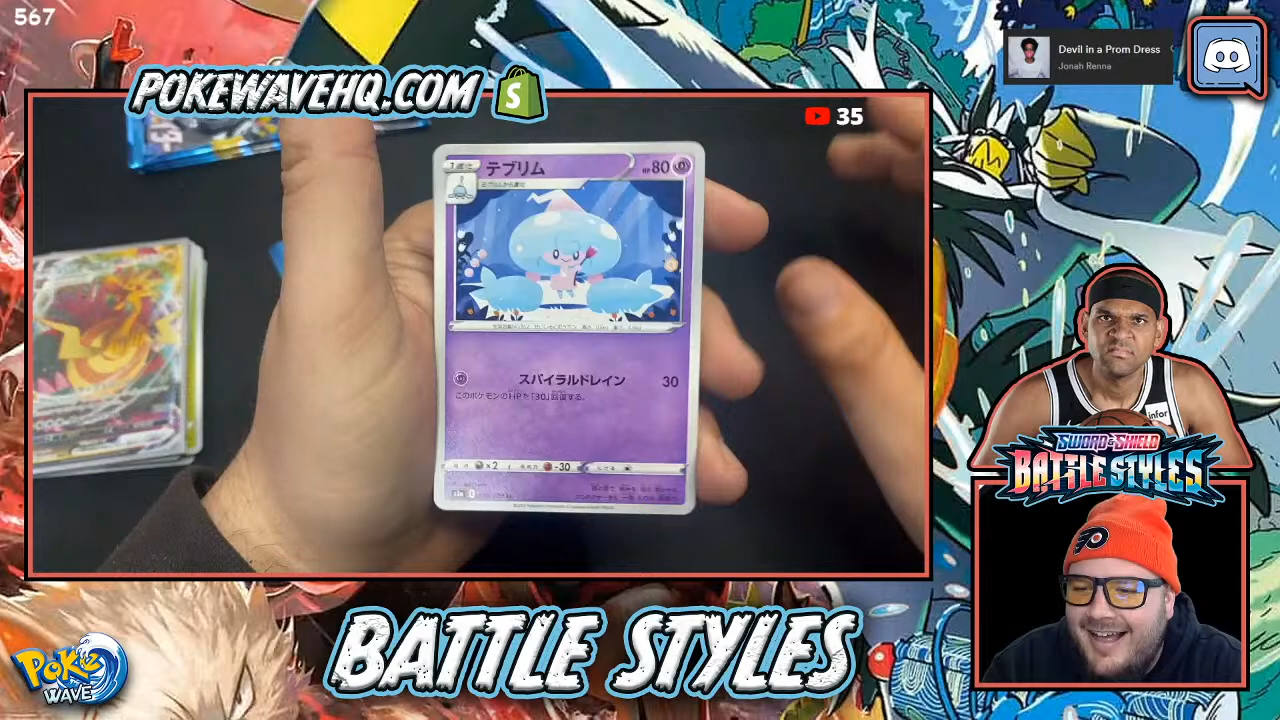 567
POKEWAVEHQ.COM
S
35
Devil in a Prom Dress
Jonah Renna
1進化
テブリム
HP80
スパイラルドレイン 30
このポケモンのHPを「30」回復する。
×2
-30
infor
SWORD & SHIELD
BATTLE STYLES
BATTLE STYLES
POKE
WAVE